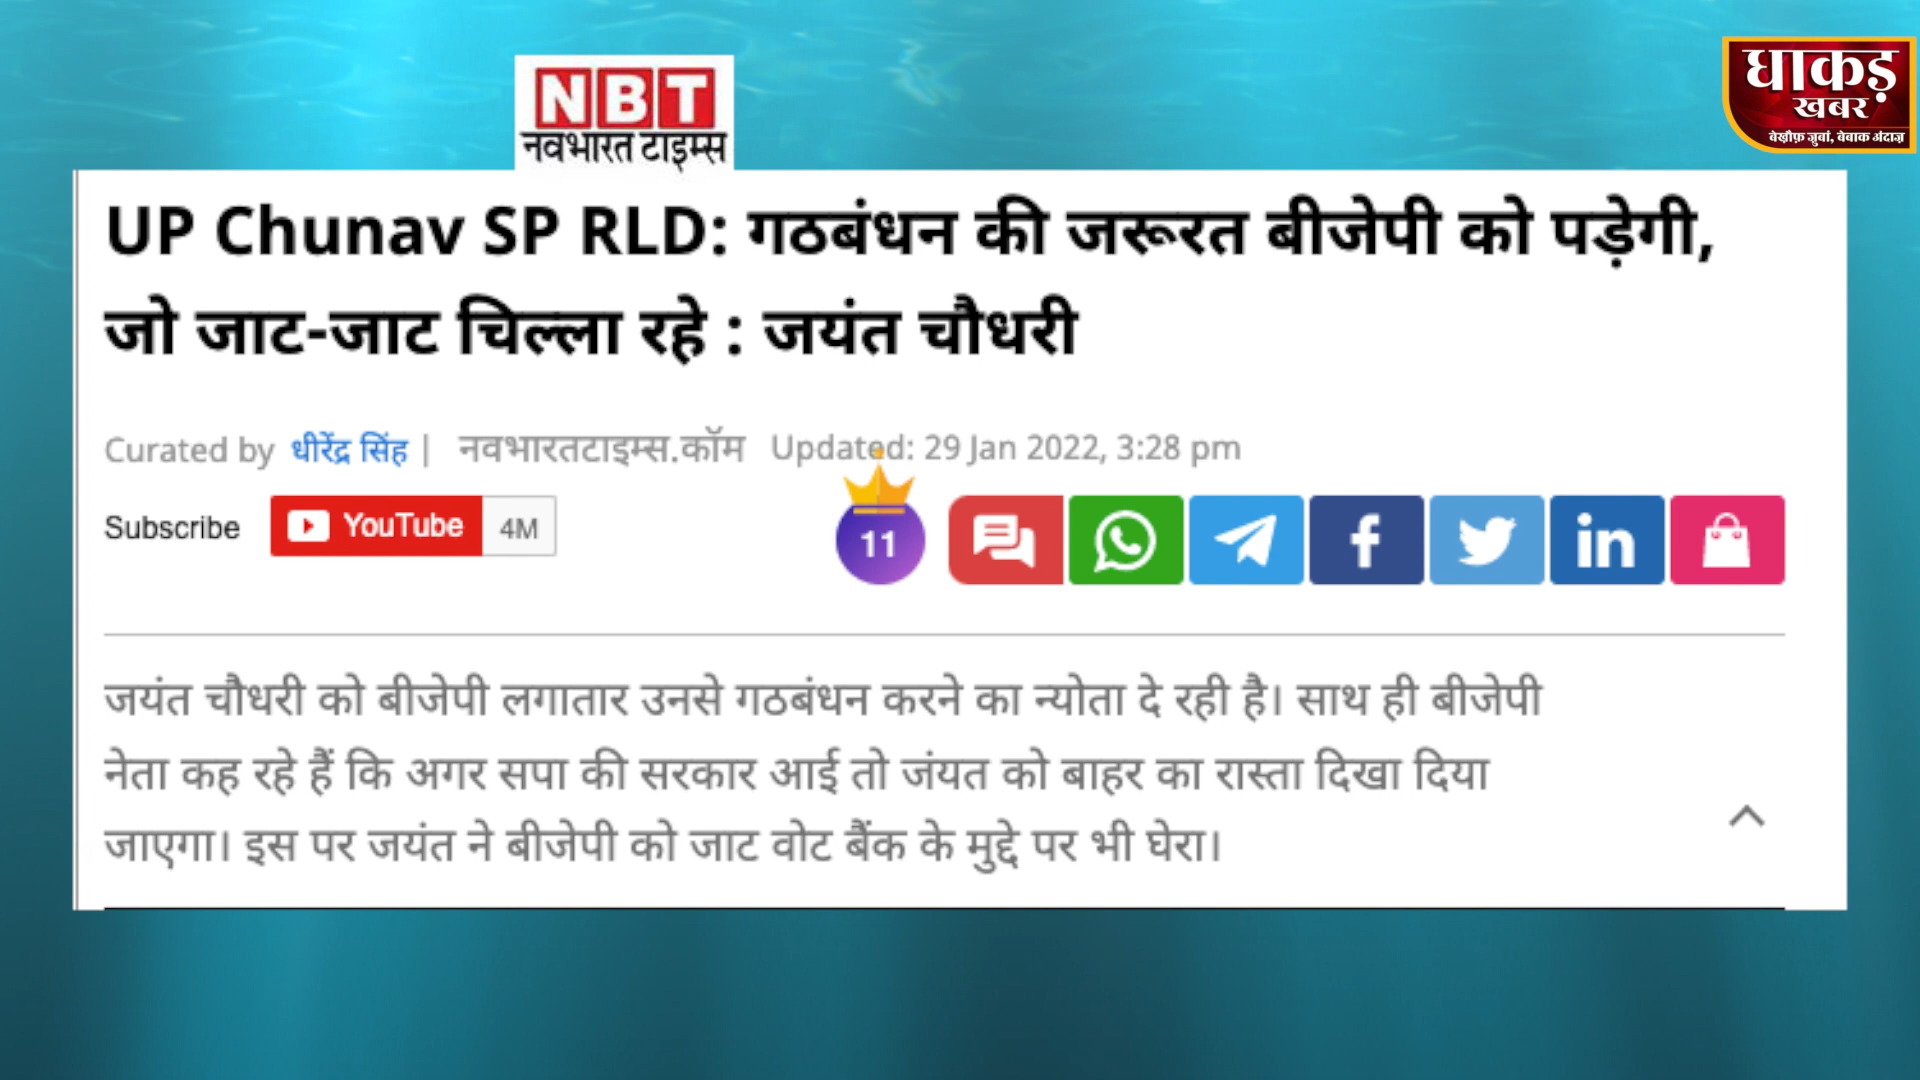 NBT
नवभारत टाइम्स
धाकड़
खबर
बेख़ौफ़ जुबां, बेबाक अंदाज़
UP Chunav SP RLD: गठबंधन की जरूरत बीजेपी को पड़ेगी,
जो जाट-जाट चिल्ला रहे : जयंत चौधरी
Curated by धीरेंद्र सिंह | नवभारतटाइम्स.कॉम Updated: 29 Jan 2022, 3:28 pm
Subscribe YouTube 4M 11
जयंत चौधरी को बीजेपी लगातार उनसे गठबंधन करने का न्योता दे रही है। साथ ही बीजेपी
नेता कह रहे हैं कि अगर सपा की सरकार आई तो जंयत को बाहर का रास्ता दिखा दिया
जाएगा। इस पर जयंत ने बीजेपी को जाट वोट बैंक के मुद्दे पर भी घेरा।